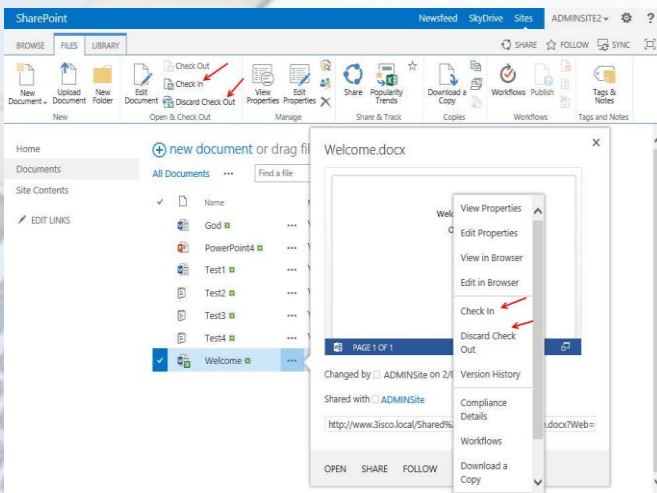 SharePoint
Newsfeed SkyDrive Sites ADMINSITE2 ?
BROWSE FILES LIBRARY
SHARE FOLLOW SYNC
New Document
Upload Document
New Folder
New
Edit Document
Check Out
Check In
Discard Check Out
Open & Check Out
View Properties
Edit Properties
Manage
Share
Popularity Trends
Share & Track
Download a Copy
Copies
Workflows
Publish
Workflows
Tags & Notes
Tags and Notes
Home
Documents
Site Contents
EDIT LINKS
new document or drag fil
All Documents ... Find a file
Name
God ...
PowerPoint4 ...
Test1 ...
Test2 ...
Test3 ...
Test4 ...
Welcome ...
Welcome.docx
PAGE 1 OF 1
Changed by ADMINSite on 2/
Shared with ADMINSite
http://www.3isco.local/Shared%
e.docx?Web=
OPEN SHARE FOLLOW
View Properties
Edit Properties
View in Browser
Edit in Browser
Check In
Discard Check
Out
Version History
Compliance
Details
Workflows
Download a
Copy